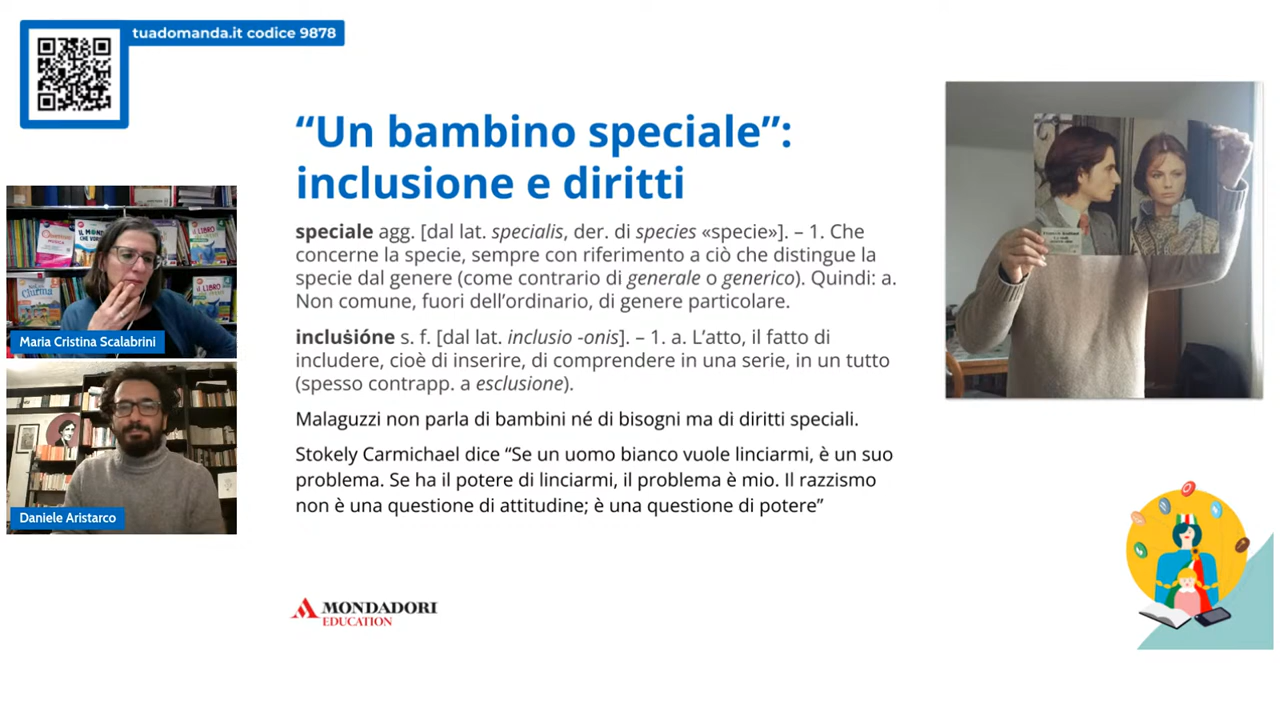 tuadomanda.it codice 9878
“Un bambino speciale”:
inclusione e diritti
speciale agg. [dal lat. specialis, der. di species «specie»]. – 1. Che
concerne la specie, sempre con riferimento a ciò che distingue la
specie dal genere (come contrario di generale o generico). Quindi: a.
Non comune, fuori dell’ordinario, di genere particolare.
incluṡióne s. f. [dal lat. inclusio -onis]. – 1. a. L’atto, il fatto di
includere, cioè di inserire, di comprendere in una serie, in un tutto
(spesso contrapp. a esclusione).
Malaguzzi non parla di bambini né di bisogni ma di diritti speciali.
Stokely Carmichael dice “Se un uomo bianco vuole linciarmi, è un suo
problema. Se ha il potere di linciarmi, il problema è mio. Il razzismo
non è una questione di attitudine; è una questione di potere”
Maria Cristina Scalabrini
Daniele Aristarco
MONDADORI
EDUCATION